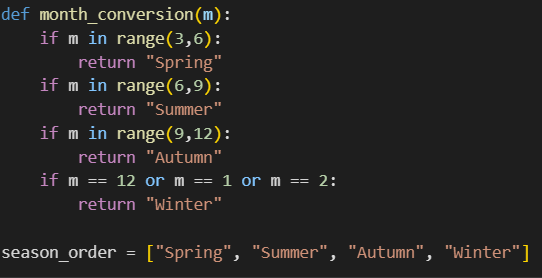 def month_conversion(m):
    if m in range(3,6):
        return "Spring"
    if m in range(6,9):
        return "Summer"
    if m in range(9,12):
        return "Autumn"
    if m == 12 or m == 1 or m == 2:
        return "Winter"
season_order = ["Spring", "Summer", "Autumn", "Winter"]